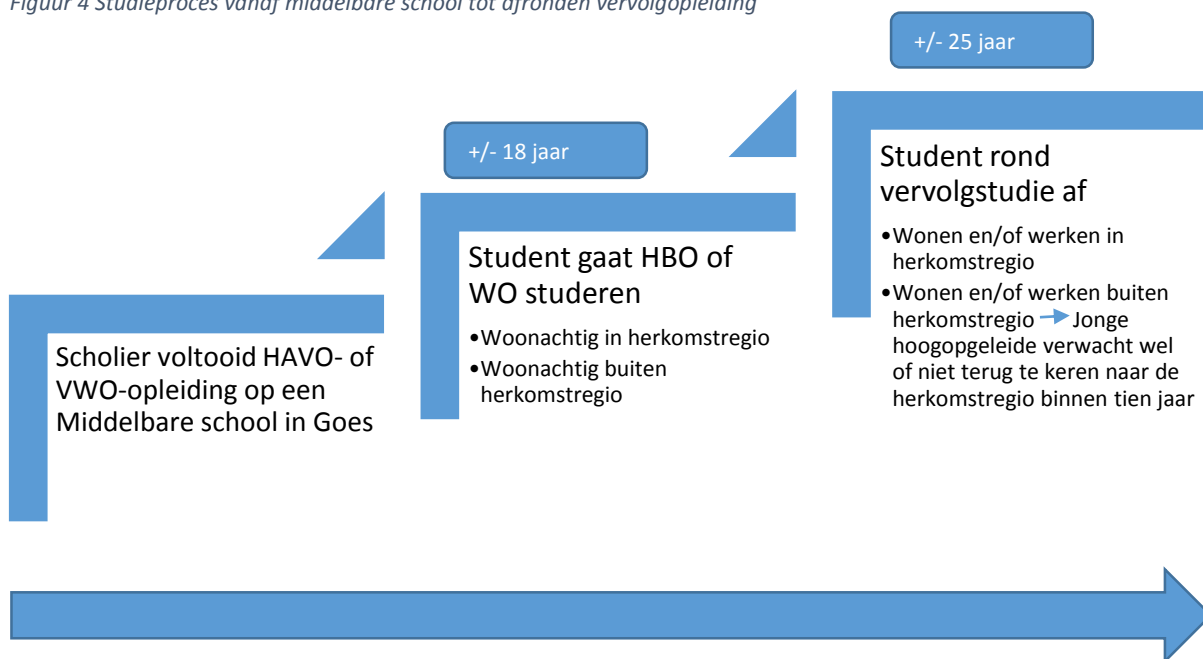 Figuur 4 Studieproces vanaf middelbare school tot afronden vervolgopleiding
+/- 25 jaar
+/- 18 jaar
Scholier voltooid HAVO- of
VWO-opleiding op een
Middelbare school in Goes
Student gaat HBO of
WO studeren
•Woonachtig in herkomstregio
•Woonachtig buiten
herkomstregio
Student rond
vervolgstudie af
•Wonen en/of werken in
herkomstregio
•Wonen en/of werken buiten
herkomstregio → Jonge
hoogopgeleide verwacht wel
of niet terug te keren naar de
herkomstregio binnen tien jaar